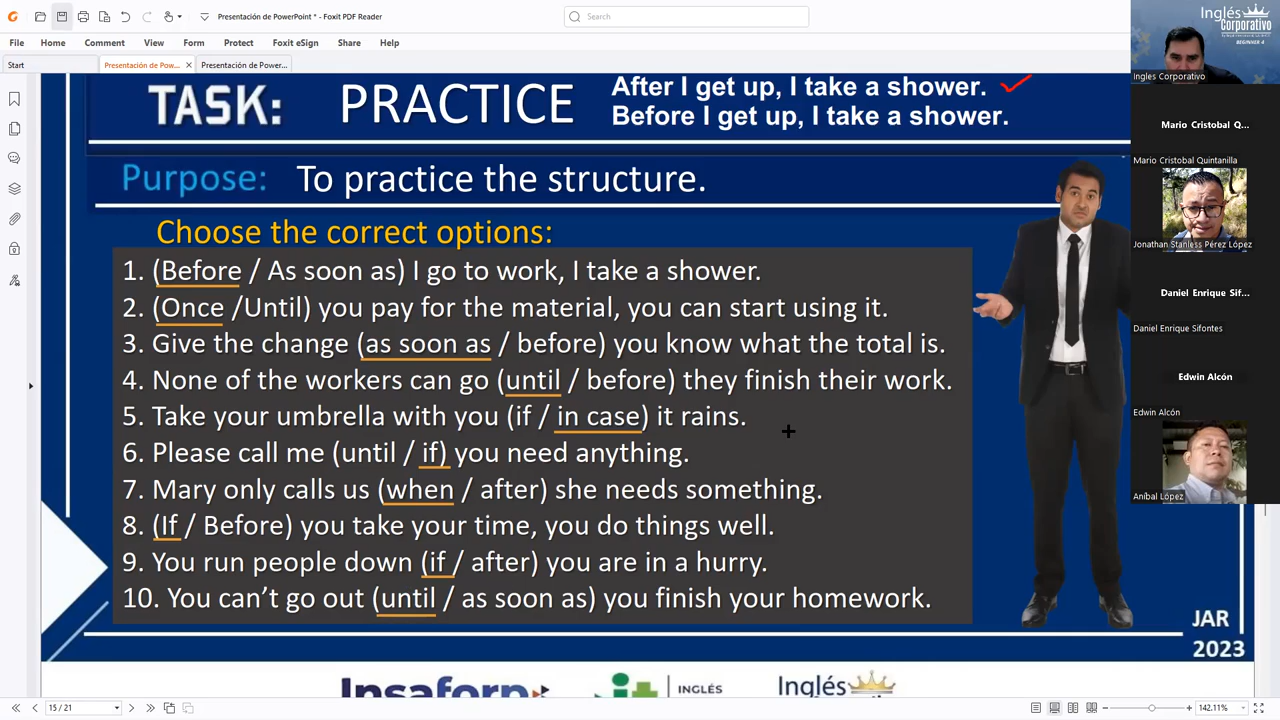 Presentación de PowerPoint * - Foxit PDF Reader
Search
File Home Comment View Form Protect Foxit eSign Share Help
Start Presentación de Pow... Presentación de Power...
TASK: PRACTICE
After I get up, I take a shower.
Before I get up, I take a shower.
Purpose: To practice the structure.
Choose the correct options:
1. (Before / As soon as) I go to work, I take a shower.
2. (Once /Until) you pay for the material, you can start using it.
3. Give the change (as soon as / before) you know what the total is.
4. None of the workers can go (until / before) they finish their work.
5. Take your umbrella with you (if / in case) it rains.
6. Please call me (until / if) you need anything.
7. Mary only calls us (when / after) she needs something.
8. (If / Before) you take your time, you do things well.
9. You run people down (if / after) you are in a hurry.
10. You can't go out (until / as soon as) you finish your homework.
JAR
2023
Insaforp
INGLÉS
Inglés
Inglés
Corporativo
BEGINNER 4
Ingles Corporativo
Mario Cristobal Q...
Mario Cristobal Quintanilla
Jonathan Stanless Pérez López
Daniel Enrique Sif...
Daniel Enrique Sifontes
Edwin Alcón
Edwin Alcón
Aníbal López
15 / 21
142.11%